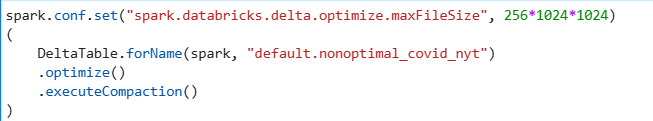 spark.conf.set("spark.databricks.delta.optimize.maxFileSize", 256*1024*1024)
(
    DeltaTable.forName(spark, "default.nonoptimal_covid_nyt")
    .optimize()
    .executeCompaction()
)